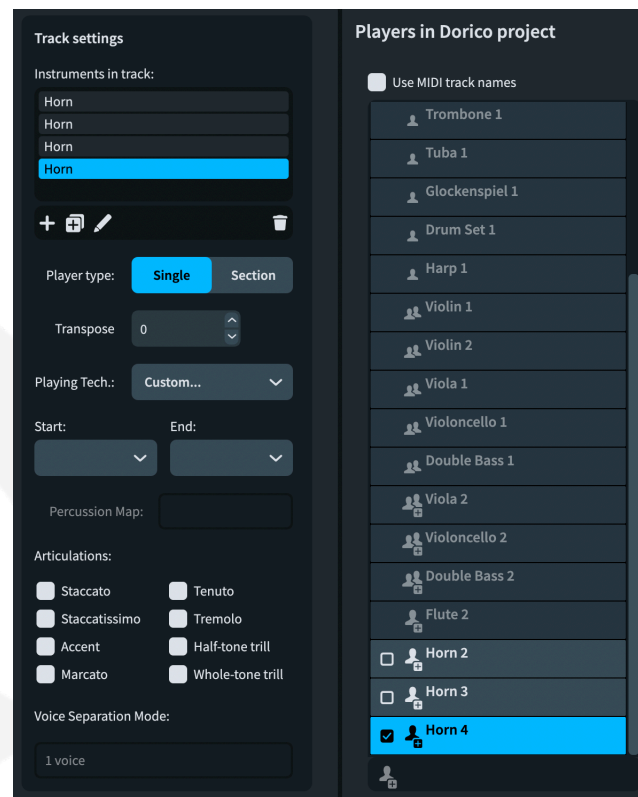 Track settings
Instruments in track:
Horn
Horn
Horn
Horn
Player type:
Single
Section
Transpose
0
Playing Tech.:
Custom...
Start:
End:
Percussion Map:
Articulations:
Staccato
Tenuto
Staccatissimo
Tremolo
Accent
Half-tone trill
Marcato
Whole-tone trill
Voice Separation Mode:
1 voice
Players in Dorico project
Use MIDI track names
Trombone 1
Tuba 1
Glockenspiel 1
Drum Set 1
Harp 1
Violin 1
Violin 2
Viola 1
Violoncello 1
Double Bass 1
Viola 2
Violoncello 2
Double Bass 2
Flute 2
Horn 2
Horn 3
Horn 4